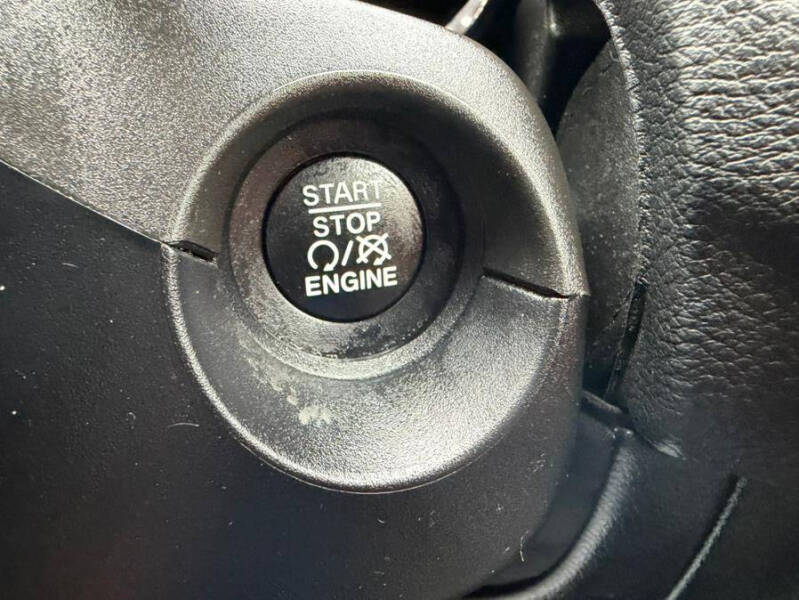 START
STOP
/
ENGINE